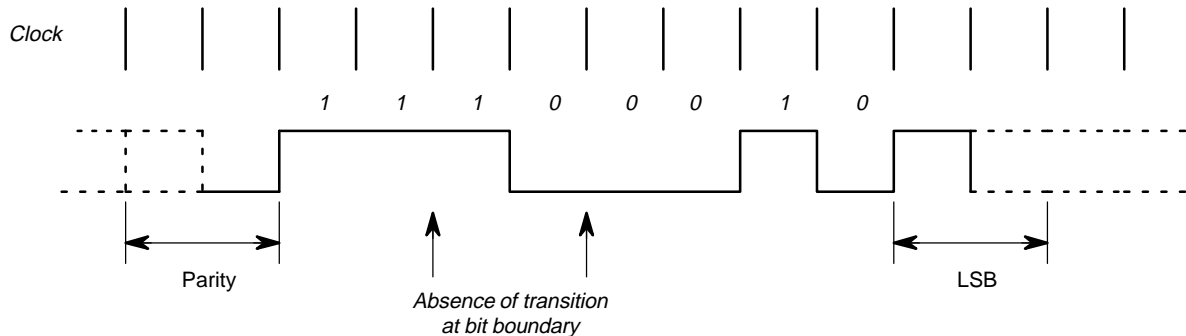 Clock
1 1 1 0 0 0 1 0
Parity
LSB
Absence of transition
at bit boundary